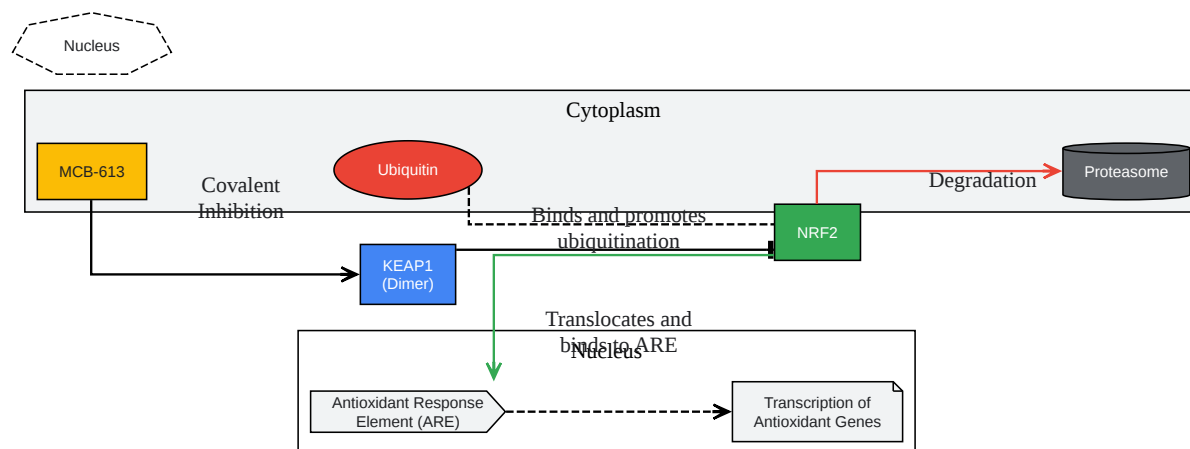 Nucleus
Cytoplasm
MCB-613
Covalent
Inhibition
Ubiquitin
Binds and promotes
ubiquitination
Degradation
Proteasome
NRF2
KEAP1
(Dimer)
Translocates and
binds to ARE
Nucleus
Antioxidant Response
Element (ARE)
Transcription of
Antioxidant Genes